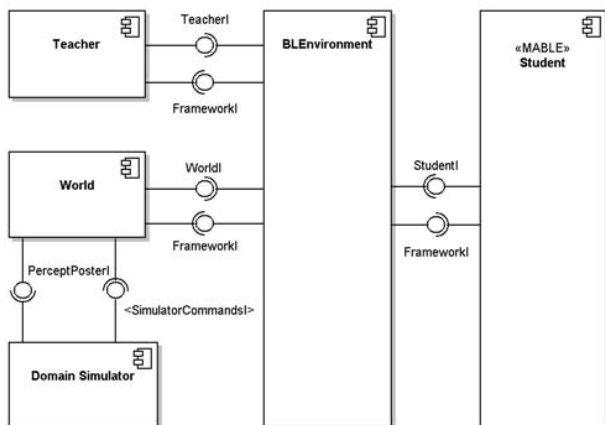 TeacherI
Teacher
BLEnvironment
«MABLE»
Student
FrameworkI
WorldI
StudentI
World
FrameworkI
FrameworkI
PerceptPosterI
<SimulatorCommandsI>
Domain Simulator